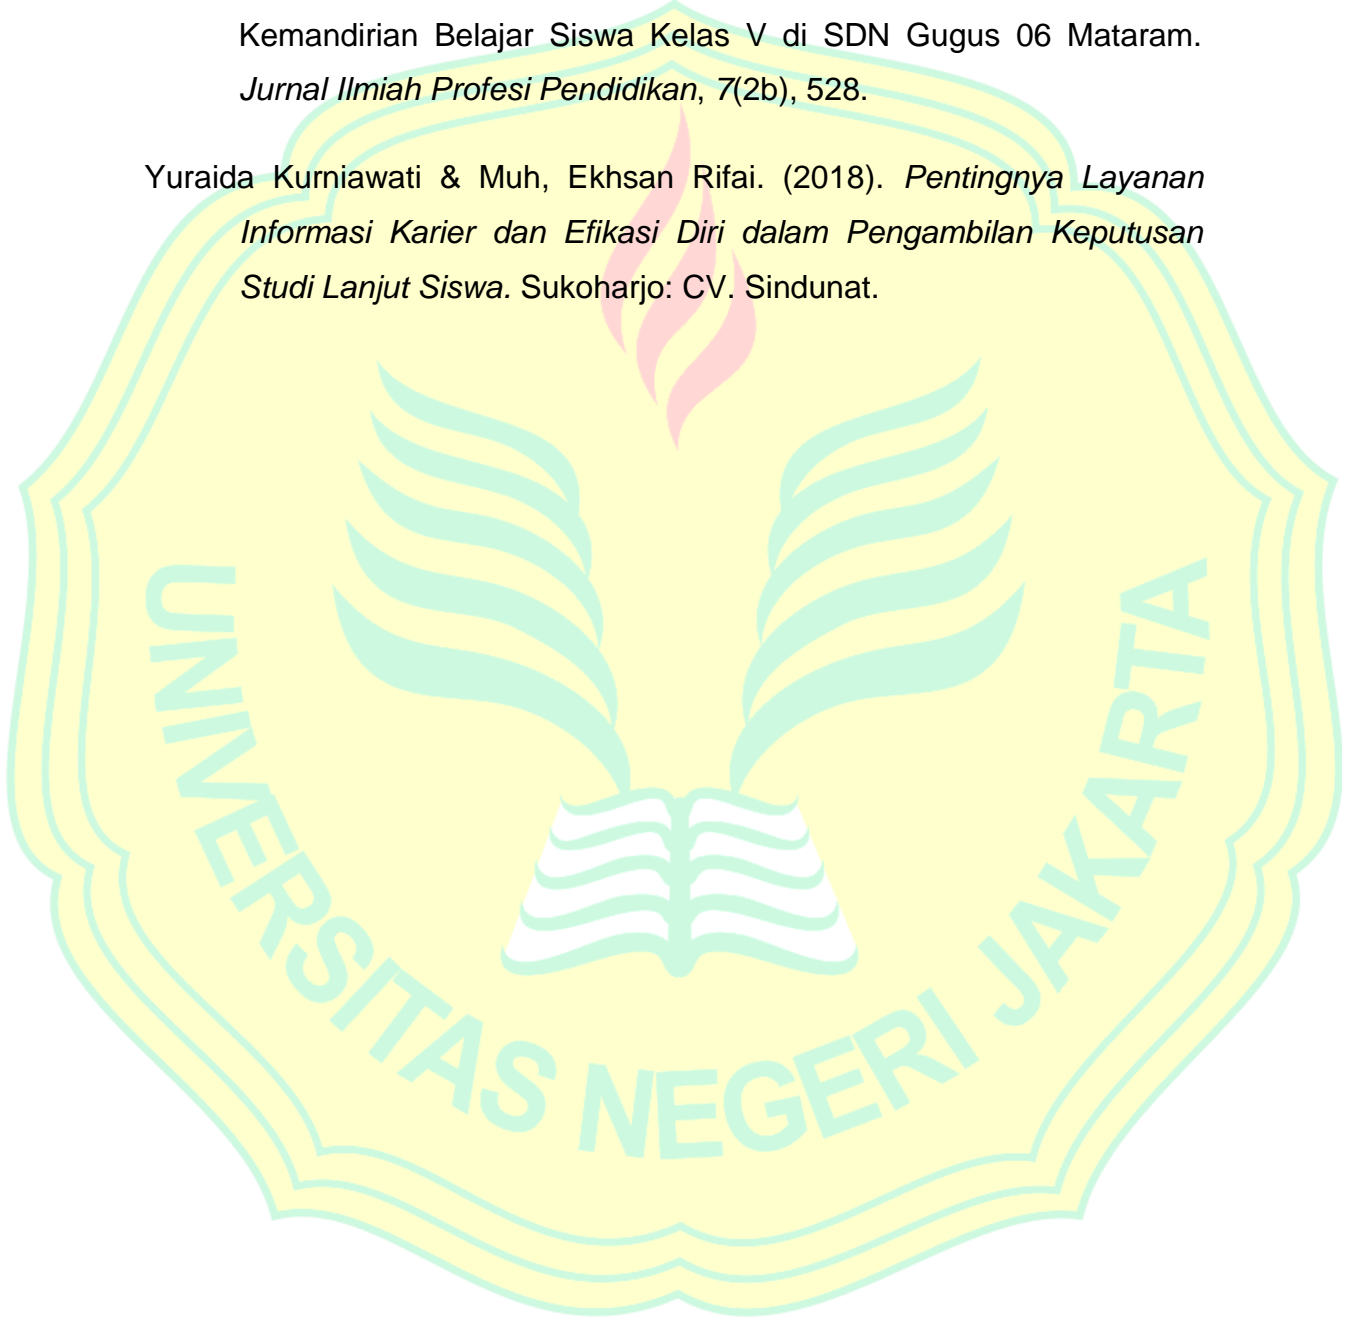 Kemandirian Belajar Siswa Kelas V di SDN Gugus 06 Mataram.
Jurnal Ilmiah Profesi Pendidikan, 7(2b), 528.
Yuraida Kurniawati & Muh, Ekhsan Rifai. (2018). Pentingnya Layanan
Informasi Karier dan Efikasi Diri dalam Pengambilan Keputusan
Studi Lanjut Siswa. Sukoharjo: CV. Sindunat.
UNIVERSITAS NEGERI JAKARTA